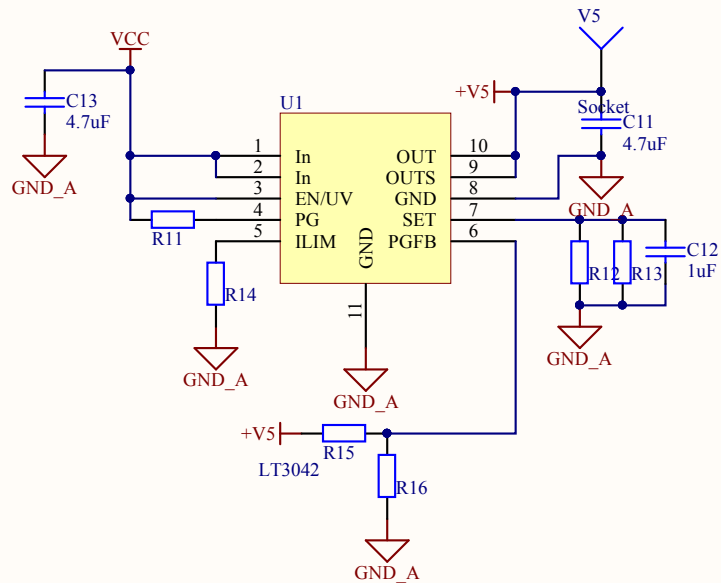 V5
VCC
+V5
C13
U1
Socket
C11
4.7uF
4.7uF
1
In
OUT
10
2
In
OUTS
9
3
EN/UV
GND
8
GND_A
GND_A
4
PG
SET
7
R11
5
ILIM
PGFB
6
GND
C12
R12
R13
1uF
R14
11
GND_A
GND_A
GND_A
+V5
R15
LT3042
R16
GND_A